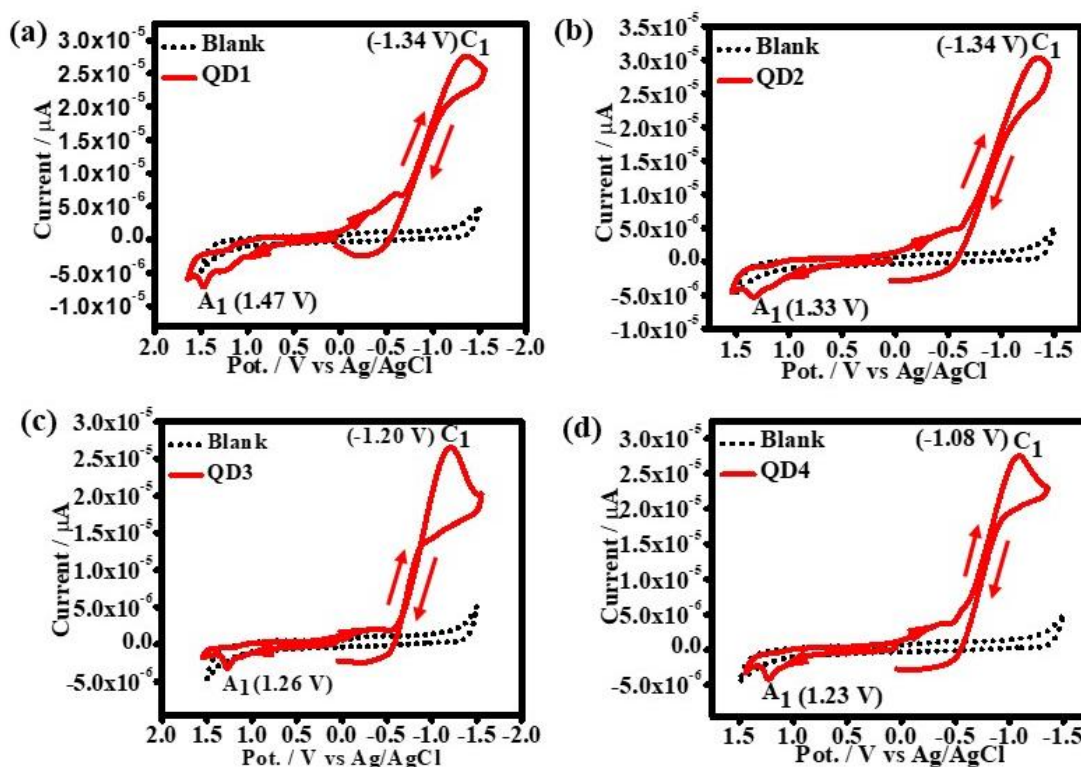 (a)
Blank
QD1
(-1.34 V) C1
A1 (1.47 V)
3.0x10-5
2.5x10-5
2.0x10-5
1.5x10-5
1.0x10-5
5.0x10-6
0.0
-5.0x10-6
-1.0x10-5
Current / µA
2.0 1.5 1.0 0.5 0.0 -0.5 -1.0 -1.5 -2.0
Pot. / V vs Ag/AgCl
(b)
Blank
QD2
(-1.34 V) C1
A1 (1.33 V)
3.5x10-5
3.0x10-5
2.5x10-5
2.0x10-5
1.5x10-5
1.0x10-5
5.0x10-6
0.0
-5.0x10-6
-1.0x10-5
Current / µA
1.5 1.0 0.5 0.0 -0.5 -1.0 -1.5
Pot. / V vs Ag/AgCl
(c)
Blank
QD3
(-1.20 V) C1
A1 (1.26 V)
3.0x10-5
2.5x10-5
2.0x10-5
1.5x10-5
1.0x10-5
5.0x10-6
0.0
-5.0x10-6
Current / µA
2.0 1.5 1.0 0.5 0.0 -0.5 -1.0 -1.5 -2.0
Pot. / V vs Ag/AgCl
(d)
Blank
QD4
(-1.08 V) C1
A1 (1.23 V)
3.0x10-5
2.5x10-5
2.0x10-5
1.5x10-5
1.0x10-5
5.0x10-6
0.0
-5.0x10-6
-1.0x10-5
Current / µA
1.5 1.0 0.5 0.0 -0.5 -1.0 -1.5
Pot. / V vs Ag/AgCl